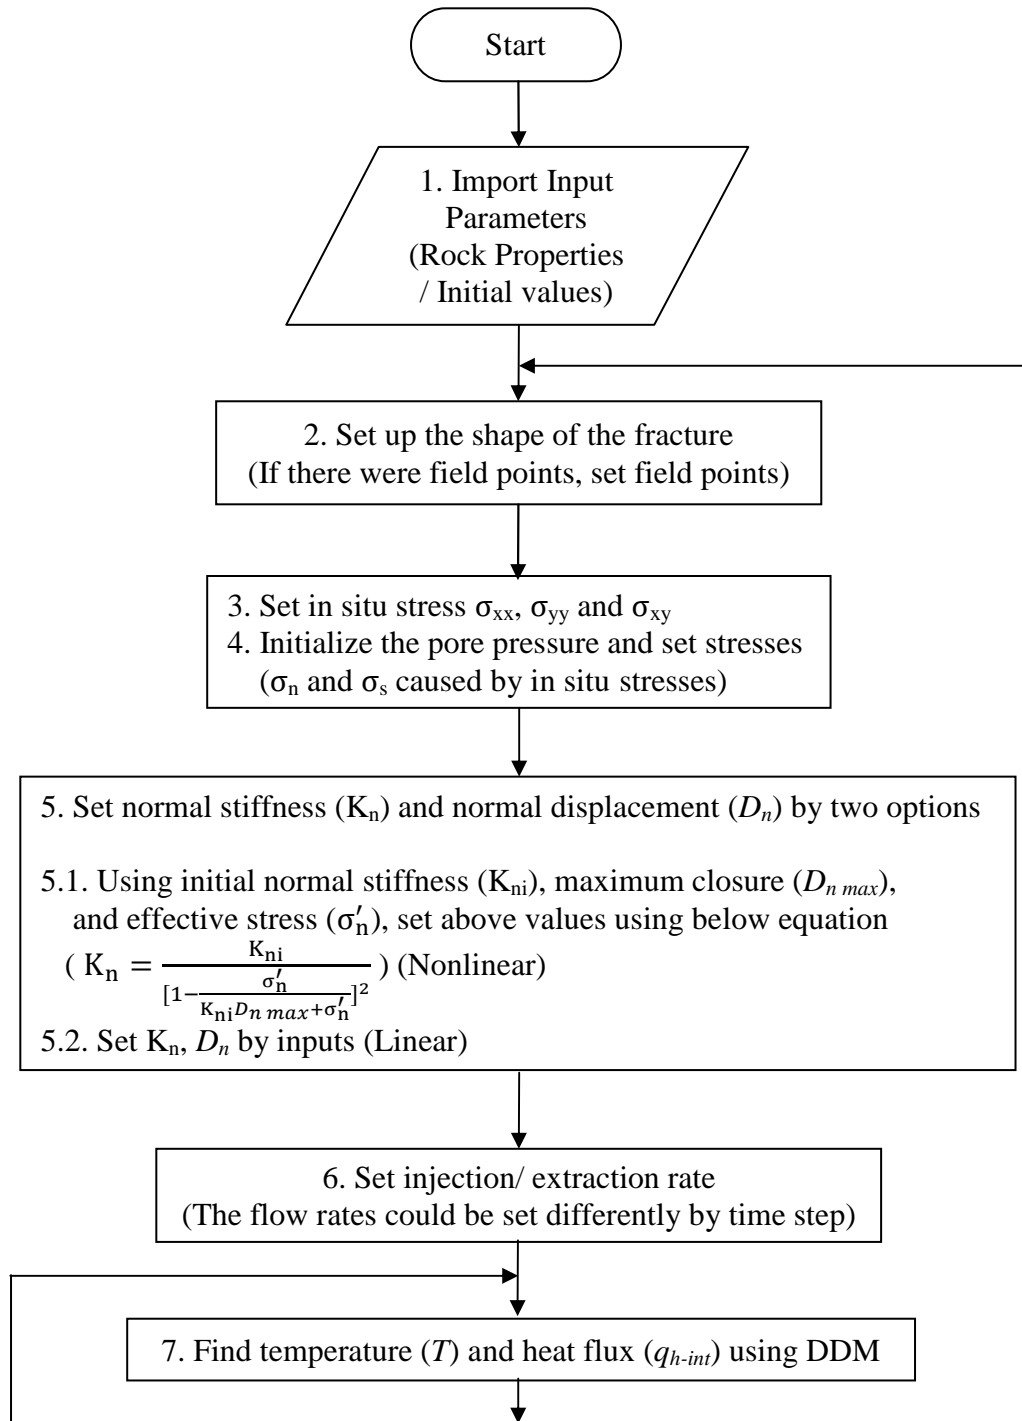 Start
1. Import Input
Parameters
(Rock Properties
/ Initial values)
2. Set up the shape of the fracture
(If there were field points, set field points)
3. Set in situ stress σxx, σyy and σxy
4. Initialize the pore pressure and set stresses
(σn and σs caused by in situ stresses)
5. Set normal stiffness (Kn) and normal displacement (Dn) by two options
5.1. Using initial normal stiffness (Kni), maximum closure (Dn max),
and effective stress (σ′n), set above values using below equation
( Kn = Kni / [1− σ′n / (KniDn max+σ′n)]² ) (Nonlinear)
5.2. Set Kn, Dn by inputs (Linear)
6. Set injection/ extraction rate
(The flow rates could be set differently by time step)
7. Find temperature (T) and heat flux (qh-int) using DDM